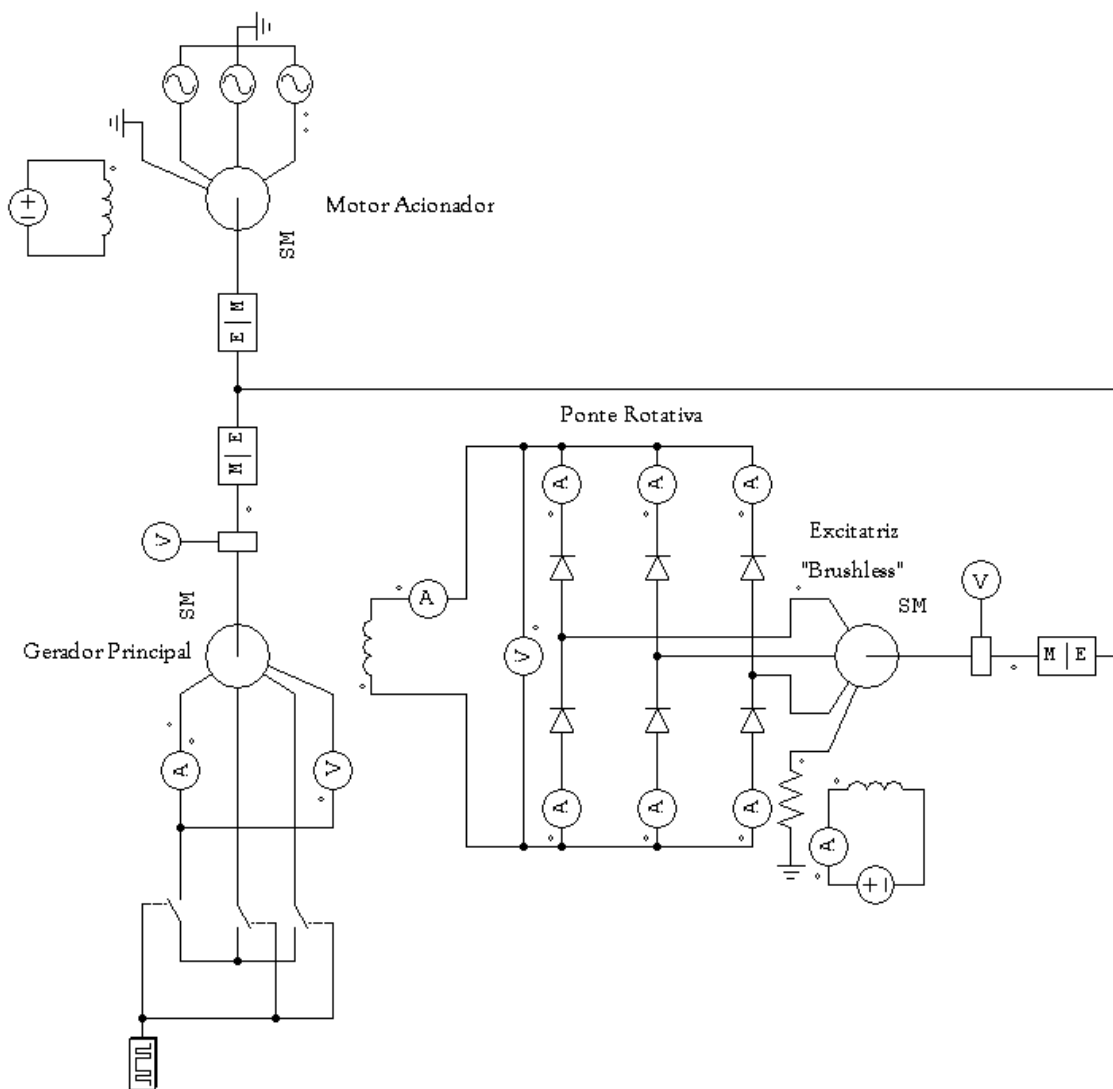 Motor Acionador
SM
E | M
Ponte Rotativa
M | E
A
A
A
V
Excitatriz
"Brushless"
V
SM
SM
A
Gerador Principal
V
M | E
A
V
A
A
A
A